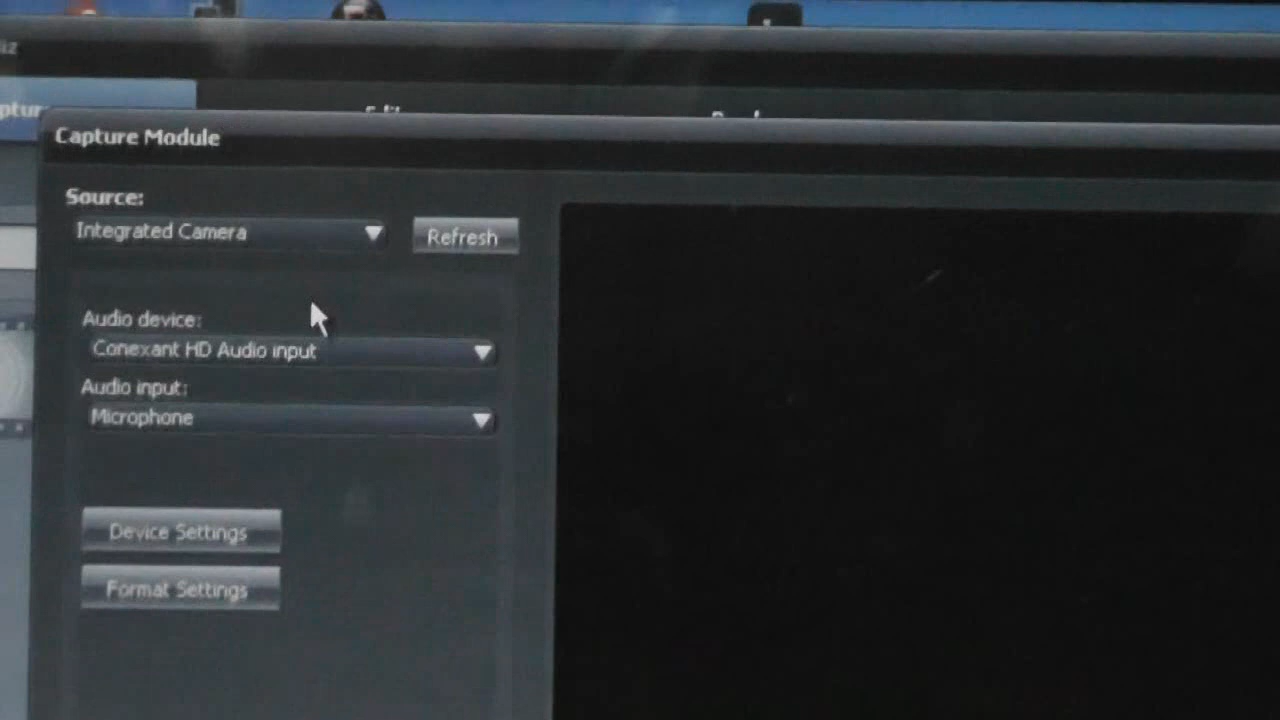 Capture Module
Source:
Integrated Camera
Refresh
Audio device:
Conexant HD Audio input
Audio input:
Microphone
Device Settings
Format Settings